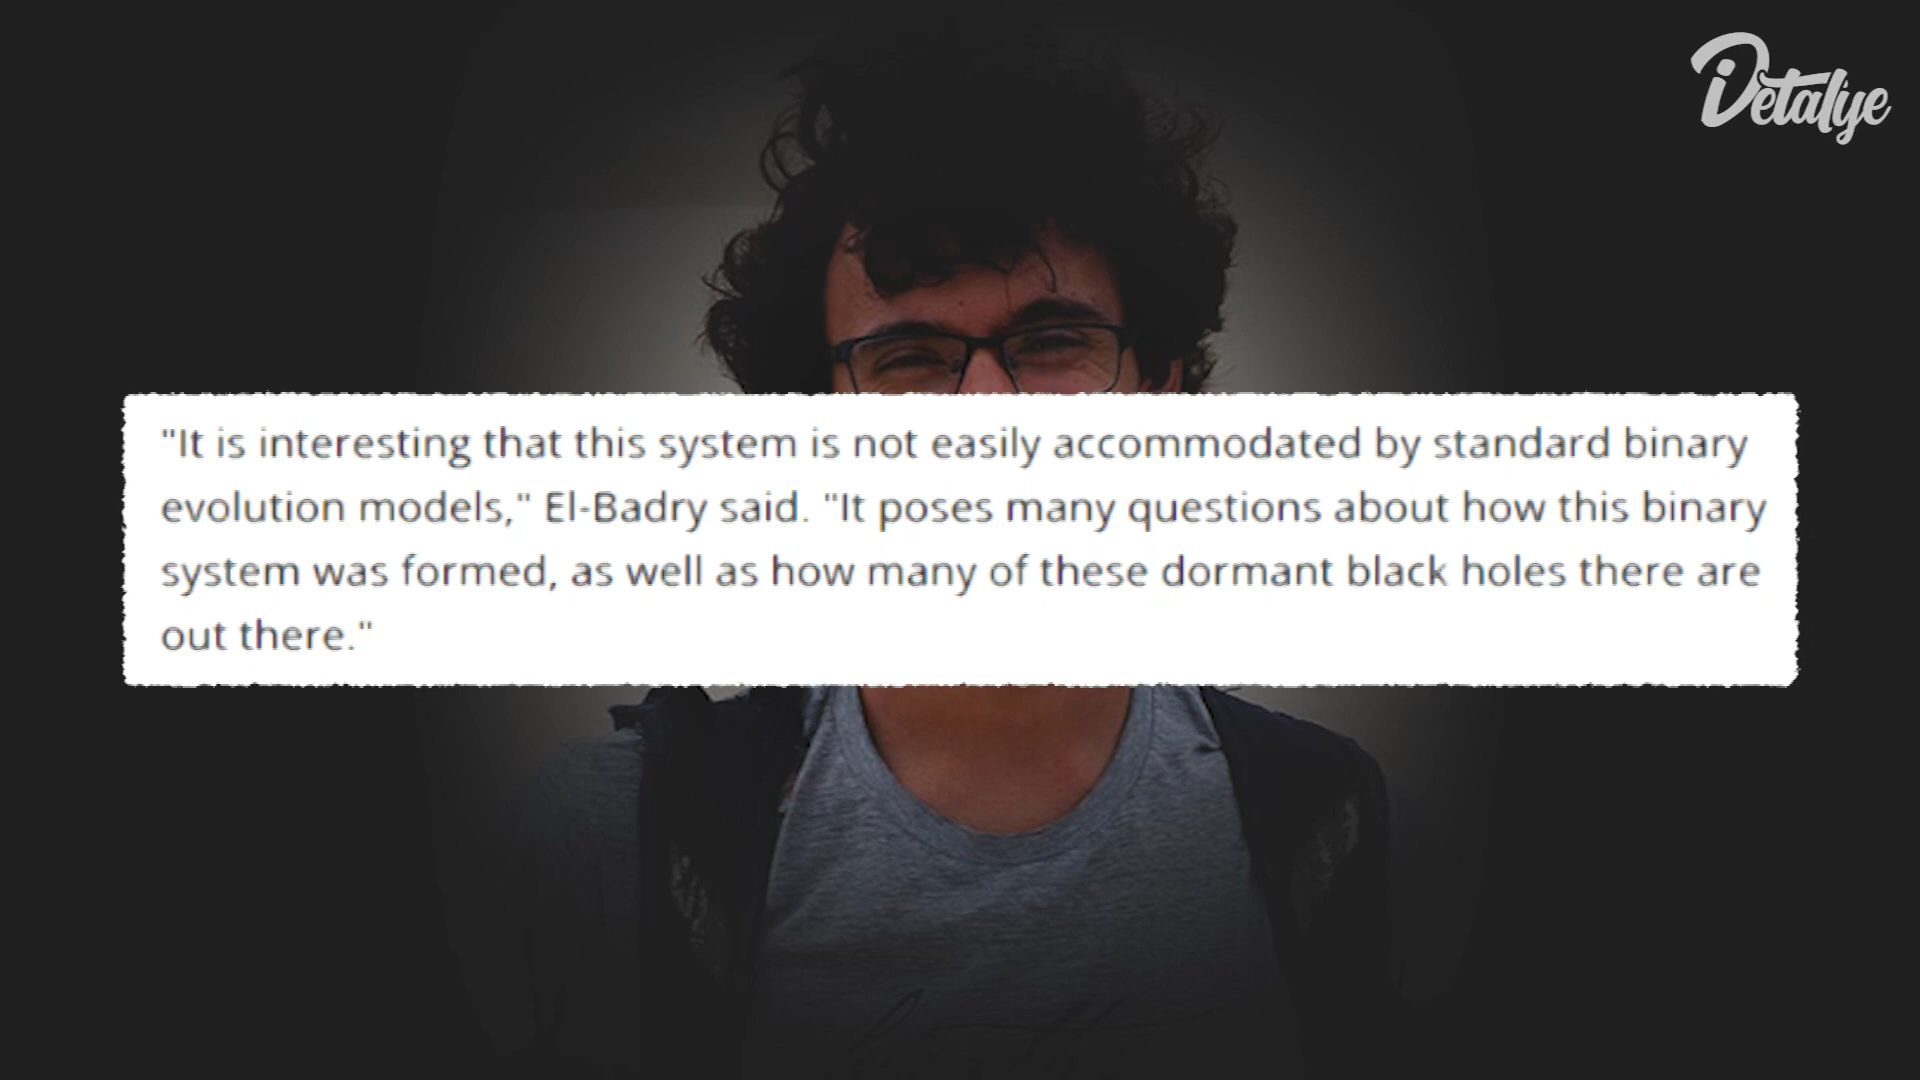 Detalye
"It is interesting that this system is not easily accommodated by standard binary
evolution models," El-Badry said. "It poses many questions about how this binary
system was formed, as well as how many of these dormant black holes there are
out there."